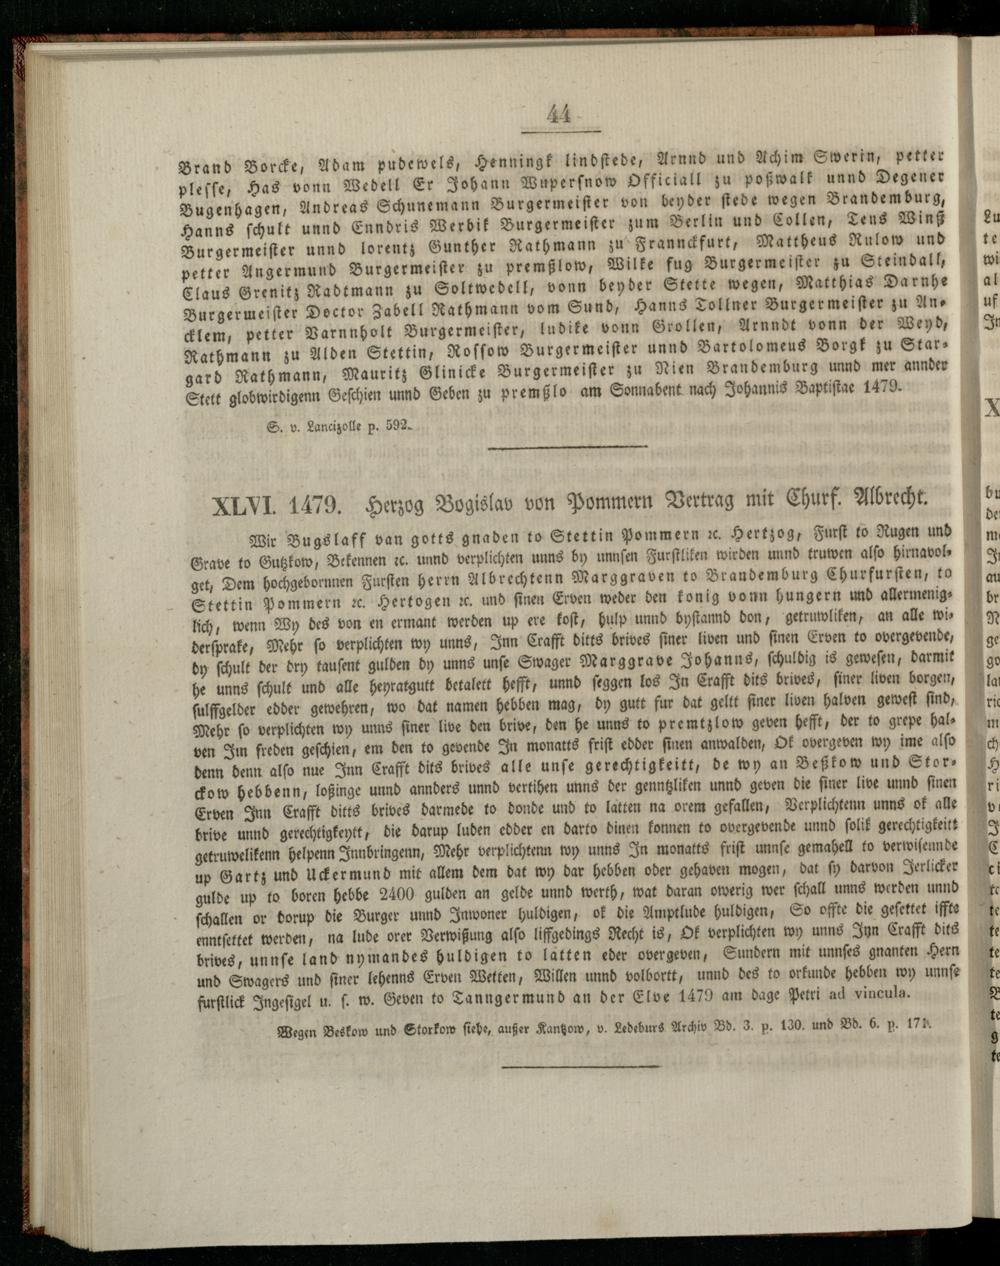 44
Brand Borcke, Adam pudewels, Henningk lindstede, Arnnd und Achim Swerin, petter
plesse, Has vonn Wedell Er Johann Wupersnow Officiall zu poßwalk unnd Degener
Bugenhagen, Andreas Schunemann Burgermeister von beyder stede wegen Brandemburg,
Hanns schult unnd Enndris Werbik Burgermeister zum Berlin und Collen, Tens Winß
Burgermeister unnd lorentz Gunther Rathmann zu Franckfurt, Mattheus Rulow und
petter Angermund Burgermeister zu premßlow, Wilke fug Burgermeister zu Steindall,
Claus Grenitz Radtmann zu Soltwedell, vonn beyder Stette wegen, Matthias Darnhe
Burgermeister Doctor Zabell Rathmann vom Sund, Hanns Tollner Burgermeister zu An-
cklem, petter Varnnholt Burgermeister, ludike vonn Grollen, Arnndt vonn der Weyd,
Rathmann zu Alden Stettin, Rossow Burgermeister unnd Bartolomeus Borgk zu Star-
gard Rathmann, Mauritz Glinicke Burgermeister zu Nien Brandemburg unnd mer annder
Stett globwirdigenn Geschien unnd Geben zu premßlo am Sonnabent nach Johannis Baptistae 1479.
S. v. Lancizolle p. 592.
XLVI. 1479. Herzog Bogislav von Pommern Vertrag mit Churf. Albrecht.
Wir Bugslaff van gotts gnaden to Stettin Pommern ꝛc. Hertzog, Furst to Rugen und
Grave to Gutzkow, Bekennen ꝛc. unnd verplichten unns by unnsen Furstliken wirden unnd truwen also hirnavol-
get, Dem hochgebornnen Fursten herrn Albrechtenn Marggraven to Brandemburg Churfursten, to
Stettin Pommern ꝛc. Hertogen ꝛc. und sinen Erven weder den konig vonn hungern und allermenig-
lich, wenn Wy des von en ermant werden up ere kost, hulp unnd bystannd don, getruwliken, an alle wi-
dersprake, Mehr so verplichten wy unns, Inn Crafft ditts brives siner liven und sinen Erven to overgevende,
dy schult der dry tausent gulden dy unns unse Swager Marggrave Johanns, schuldig is gewesen, darmit
he unns schult und alle heyratgutt betalett hefft, unnd seggen los In Crafft dits brives, siner liven borgen,
sulffgelder edder gewehren, wo dat namen hebben mag, dy gutt fur dat geltt siner liven halven gewest sind,
Mehr so verplichten wy unns siner live den brive, den he unns to premtzlow geven hefft, der to grepe hal-
ven Im freden geschien, em den to gevende In monatts frist edder sinen anwalden, Ok overgeven wy ime also
denn denn also nue Inn Crafft dits brives alle unse gerechtigkeitt, de wy an Beßkow und Stor-
ckow hebbenn, loßinge unnd annders unnd vertihen unns der genntzliken unnd geven die siner live unnd sinen
Erven Inn Crafft ditts brives darmede to donde und to latten na orem gefallen, Verplichtenn unns ok alle
brive unnd gerechtigkeytt, die darup luden edder en darto dinen konnen to overgevende unnd solik gerechtigkeitt
getruwelikenn helpenn Innbringenn, Mehr verplichtenn wy unns In monatts frist unnse gemahell to verwisennde
up Gartz und Uckermund mit allem dem dat wy dar hebben oder gehaven mogen, dat sy darvon Jerlicker
gulde up to boren hebbe 2400 gulden an gelde unnd werth, wat daran owerig wer schall unns werden unnd
schallen or dorup die Burger unnd Inwoner huldigen, ok die Amptlude huldigen, So offte die gesettet iffte
enntsettet werden, na lude orer Verwißung also liffgedings Recht is, Ok verplichten wy unns Inn Crafft dits
brives, unnse land nymandes huldigen to latten eder overgeven, Sundern mit unnses gnanten Hern
und Swagers und siner lehenns Erven Wetten, Willen unnd volbortt, unnd des to orkunde hebben wy unnse
furstlick Ingesigel u. s. w. Geven to Tanngermund an der Elve 1479 am dage Petri ad vincula.
Wegen Beskow und Storkow siehe, außer Kantzow, v. Ledeburs Archiv Bd. 3. p. 130. und Bd. 6. p. 171.